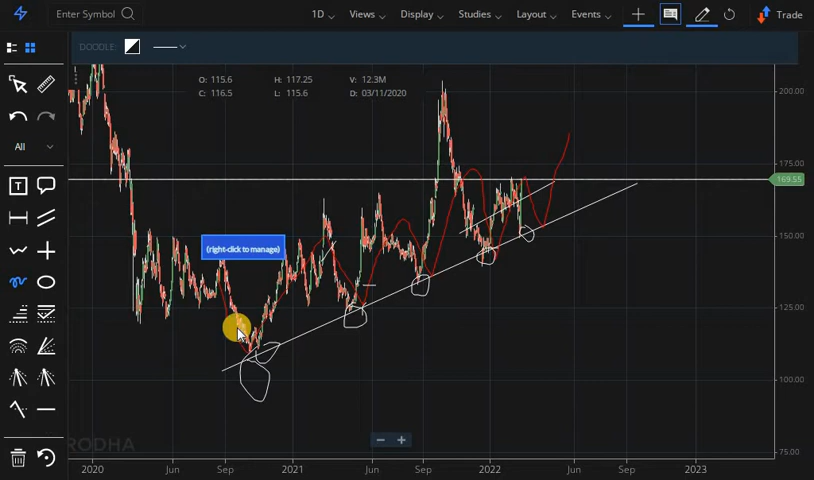 Enter Symbol
1D
Views
Display
Studies
Layout
Events
Trade
DOODLE:
O: 115.6 H: 117.25 V: 12.3M
C: 116.5 L: 115.6 D: 03/11/2020
All
T
(right-click to manage)
200.00
175.00
169.55
150.00
125.00
100.00
75.00
RODHA
2020 Jun Sep 2021 Jun Sep 2022 Jun Sep 2023